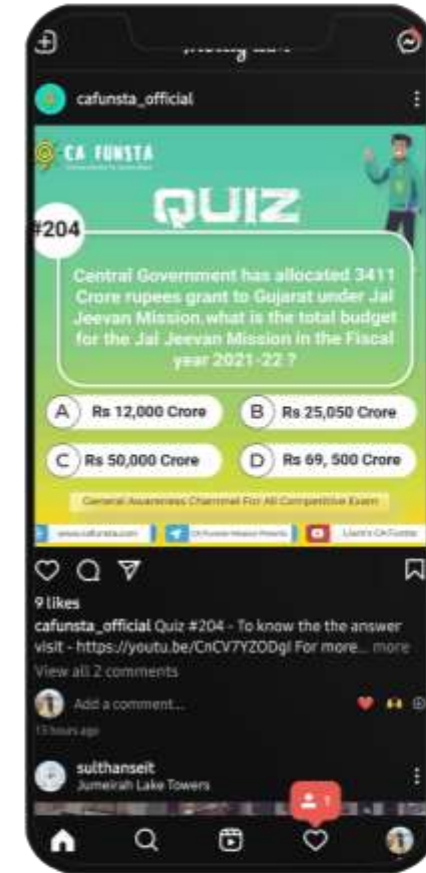 cafunsta_official
CA FUNSTA
QUIZ
#204
Central Government has allocated 3411
Crore rupees grant to Gujarat under Jal
Jeevan Mission,what is the total budget
for the Jal Jeevan Mission in the Fiscal
year 2021-22 ?
A Rs 12,000 Crore
B Rs 25,050 Crore
C Rs 50,000 Crore
D Rs 69, 500 Crore
General Awareness Channel For All Competitive Exam
www.cafunsta.com
9 likes
cafunsta_official Quiz #204 - To know the the answer
visit - https://youtu.be/CnCV7YZODgI For more... more
View all 2 comments
Add a comment...
13 hours ago
sulthanseit
Jumeirah Lake Towers
1